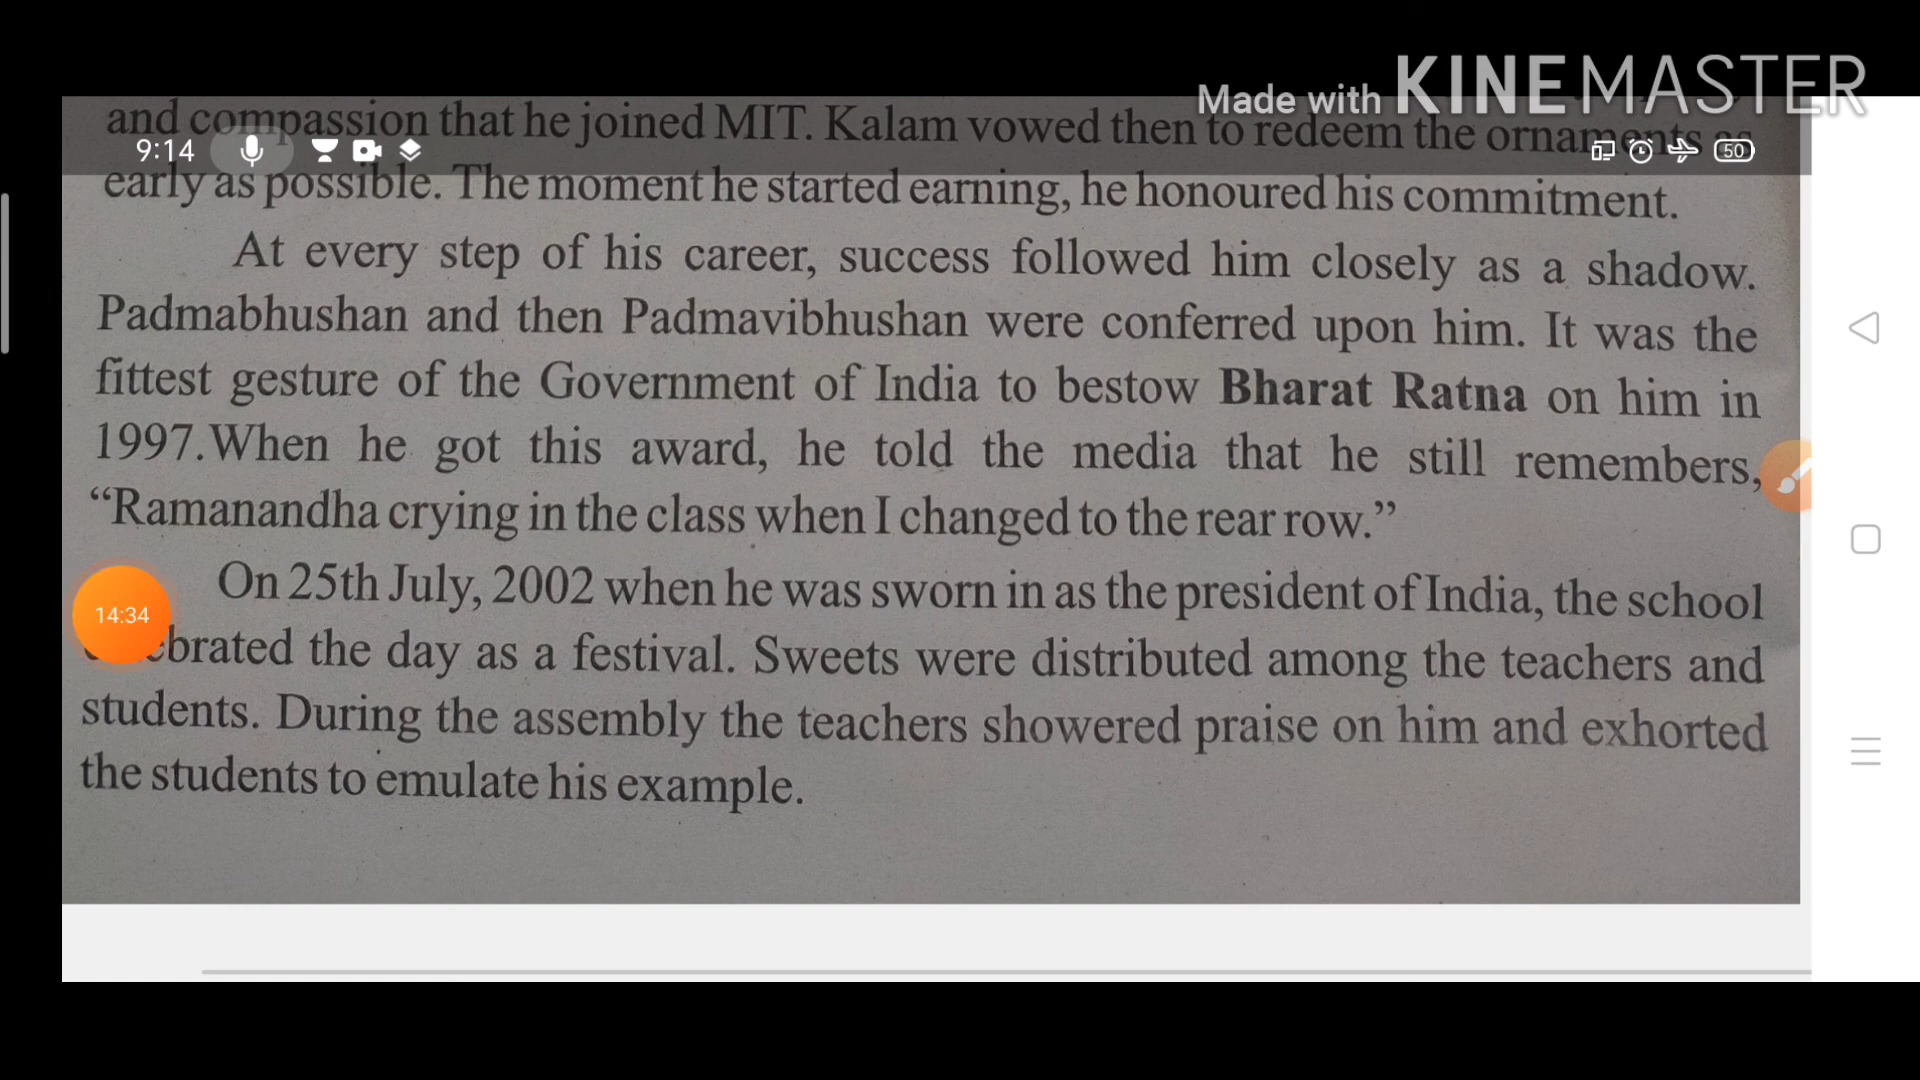 Made with KINEMASTER
and compassion that he joined MIT. Kalam vowed then to redeem the ornaments as
9:14
50
early as possible. The moment he started earning, he honoured his commitment.
At every step of his career, success followed him closely as a shadow.
Padmabhushan and then Padmavibhushan were conferred upon him. It was the
fittest gesture of the Government of India to bestow Bharat Ratna on him in
1997.When he got this award, he told the media that he still remembers,
“Ramanandha crying in the class when I changed to the rear row.”
On 25th July, 2002 when he was sworn in as the president of India, the school
14:34
brated the day as a festival. Sweets were distributed among the teachers and
students. During the assembly the teachers showered praise on him and exhorted
the students to emulate his example.